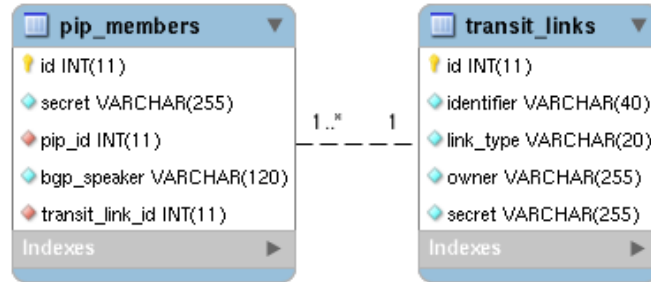 pip_members
id INT(11)
secret VARCHAR(255)
pip_id INT(11)
bgp_speaker VARCHAR(120)
transit_link_id INT(11)
Indexes
1..* 1
transit_links
id INT(11)
identifier VARCHAR(40)
link_type VARCHAR(20)
owner VARCHAR(255)
secret VARCHAR(255)
Indexes